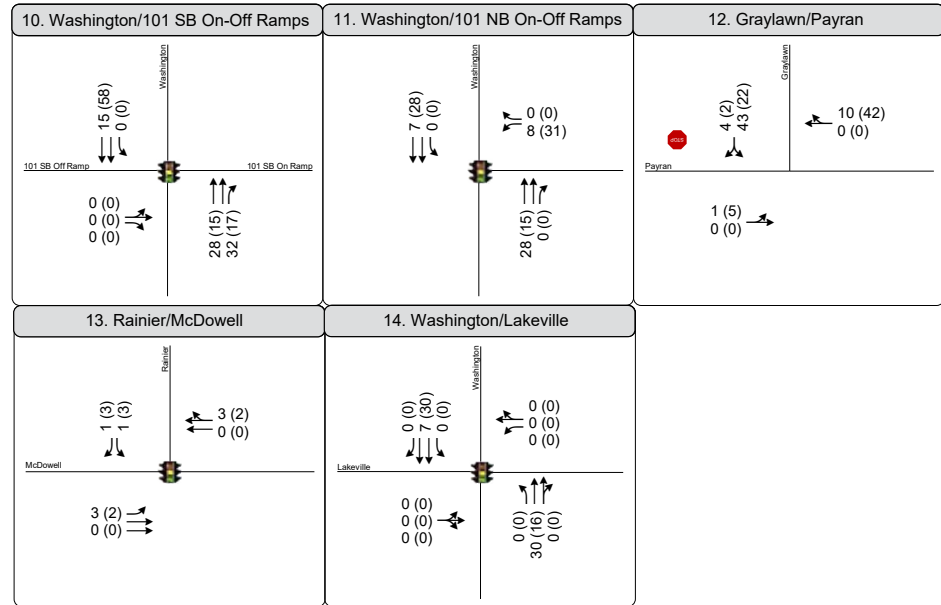 10. Washington/101 SB On-Off Ramps
Washington
15 (58)
0 (0)
101 SB Off Ramp
101 SB On Ramp
0 (0)
0 (0)
0 (0)
28 (15)
32 (17)
11. Washington/101 NB On-Off Ramps
Washington
7 (28)
0 (0)
0 (0)
8 (31)
28 (15)
0 (0)
12. Graylawn/Payran
Graylawn
4 (2)
43 (22)
10 (42)
0 (0)
Payran
1 (5)
0 (0)
13. Rainier/McDowell
Rainier
1 (3)
1 (3)
3 (2)
0 (0)
McDowell
3 (2)
0 (0)
14. Washington/Lakeville
Washington
0 (0)
7 (30)
0 (0)
0 (0)
0 (0)
0 (0)
Lakeville
0 (0)
0 (0)
0 (0)
0 (0)
30 (16)
0 (0)